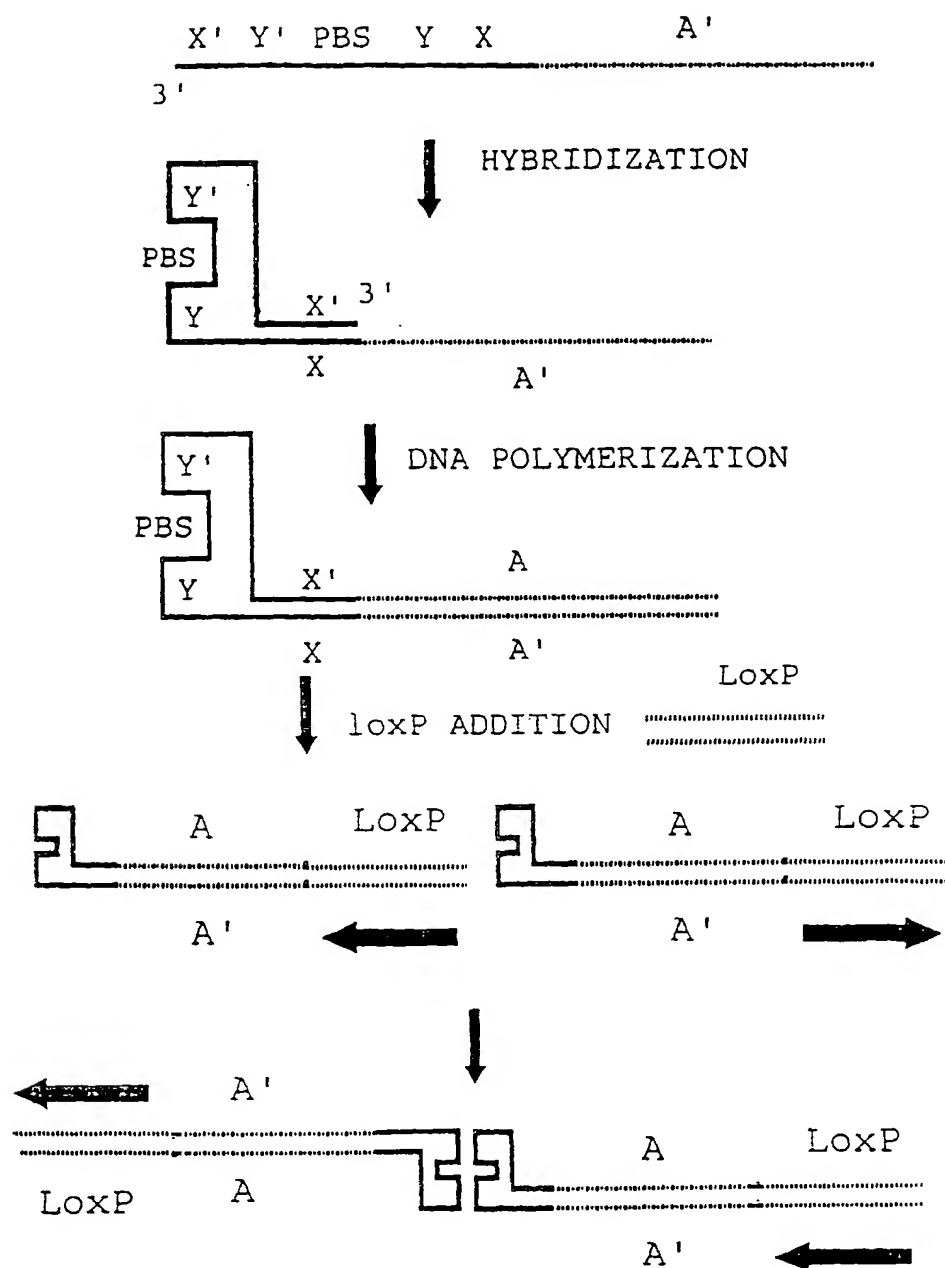 X' Y' PBS Y X A'
3'
HYBRIDIZATION
Y'
PBS
X' 3'
Y
X A'
DNA POLYMERIZATION
Y'
PBS
A
Y X'
X A'
LoxP
loxP ADDITION
A LoxP A LoxP
A' A'
A'
A LoxP
LoxP A
A'